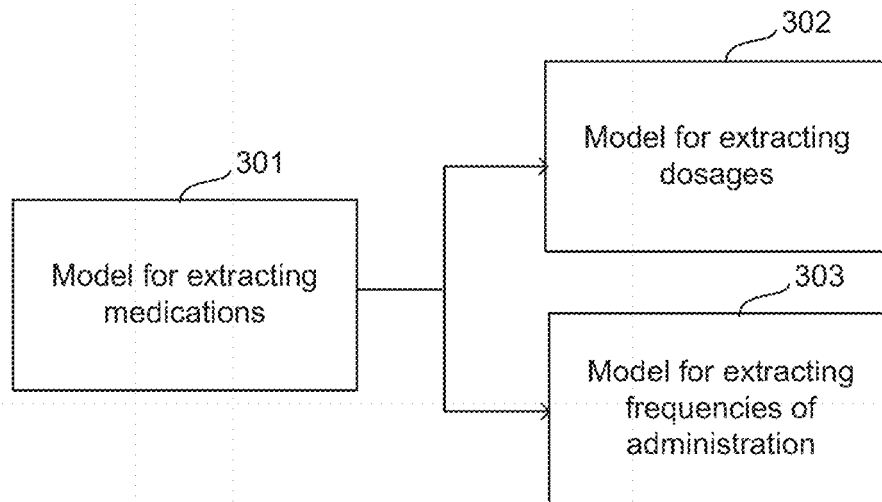 302
Model for extracting
dosages
301
Model for extracting
medications
303
Model for extracting
frequencies of
administration